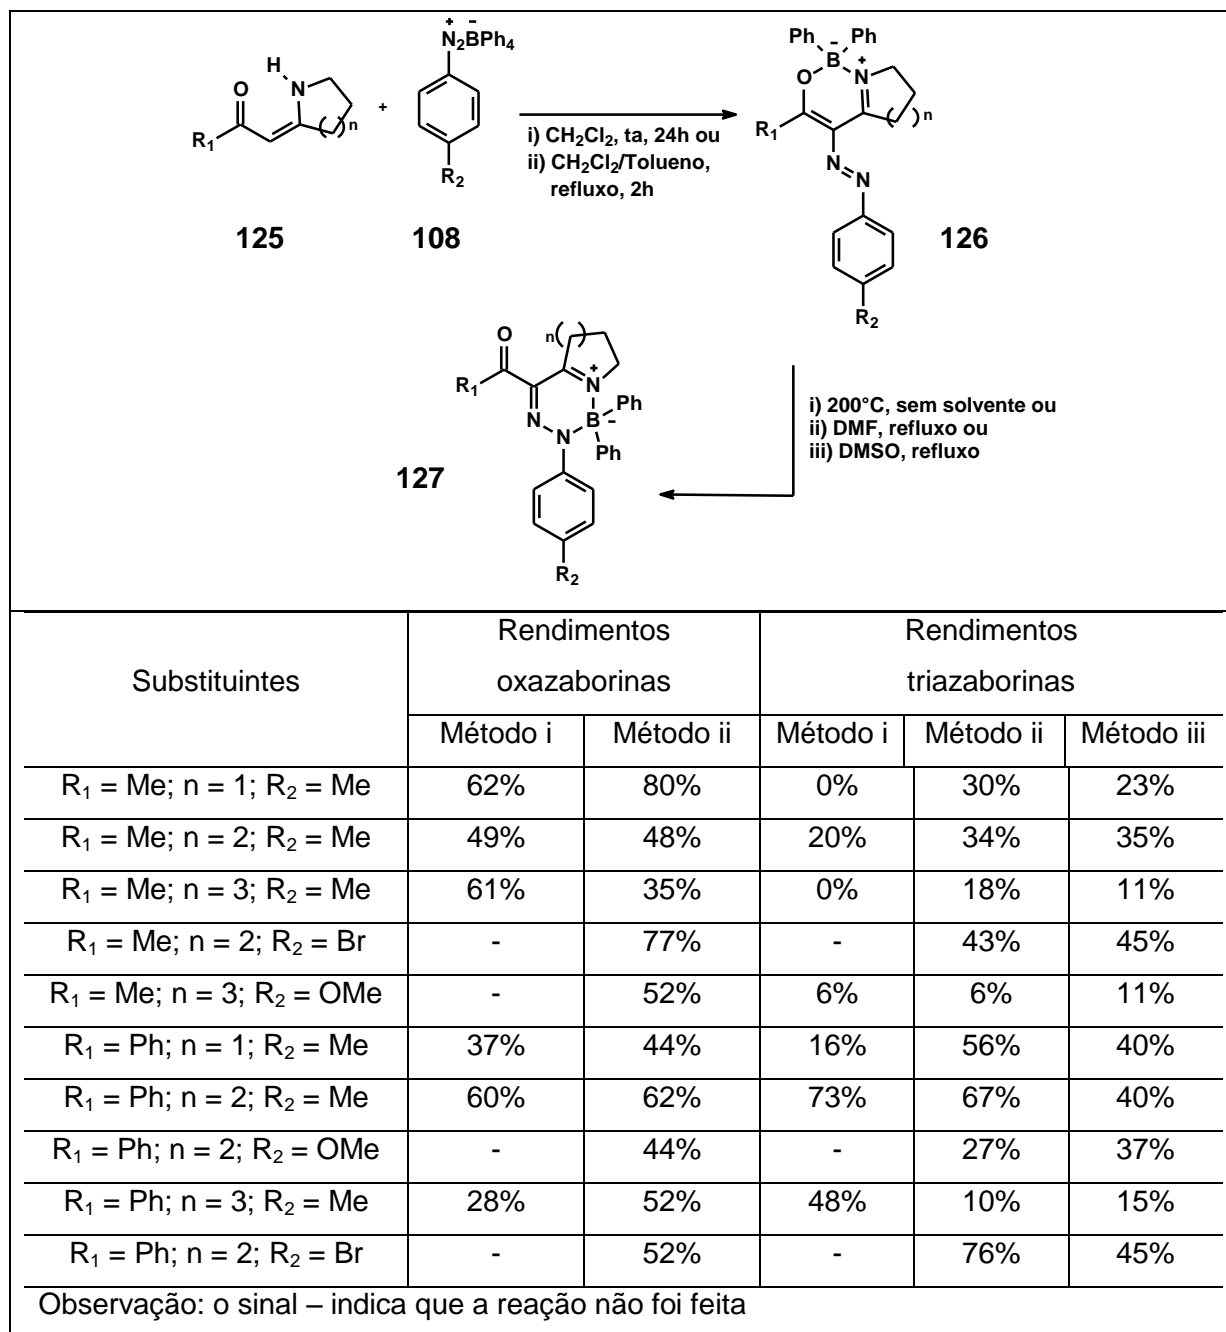 O
H
N
R1
( )n
+
+ -
N2BPh4
R2
i) CH2Cl2, ta, 24h ou
ii) CH2Cl2/Tolueno,
refluxo, 2h
Ph Ph
B -
O
N +
R1
( )n
N
N
R2
125
108
126
O
n( )
R1
N +
Ph
N
B -
N
Ph
R2
127
i) 200°C, sem solvente ou
ii) DMF, refluxo ou
iii) DMSO, refluxo
Substituintes
Rendimentos
oxazaborinas
Rendimentos
triazaborinas
Método i Método ii Método i Método ii Método iii
R1 = Me; n = 1; R2 = Me 62% 80% 0% 30% 23%
R1 = Me; n = 2; R2 = Me 49% 48% 20% 34% 35%
R1 = Me; n = 3; R2 = Me 61% 35% 0% 18% 11%
R1 = Me; n = 2; R2 = Br - 77% - 43% 45%
R1 = Me; n = 3; R2 = OMe - 52% 6% 6% 11%
R1 = Ph; n = 1; R2 = Me 37% 44% 16% 56% 40%
R1 = Ph; n = 2; R2 = Me 60% 62% 73% 67% 40%
R1 = Ph; n = 2; R2 = OMe - 44% - 27% 37%
R1 = Ph; n = 3; R2 = Me 28% 52% 48% 10% 15%
R1 = Ph; n = 2; R2 = Br - 52% - 76% 45%
Observação: o sinal – indica que a reação não foi feita